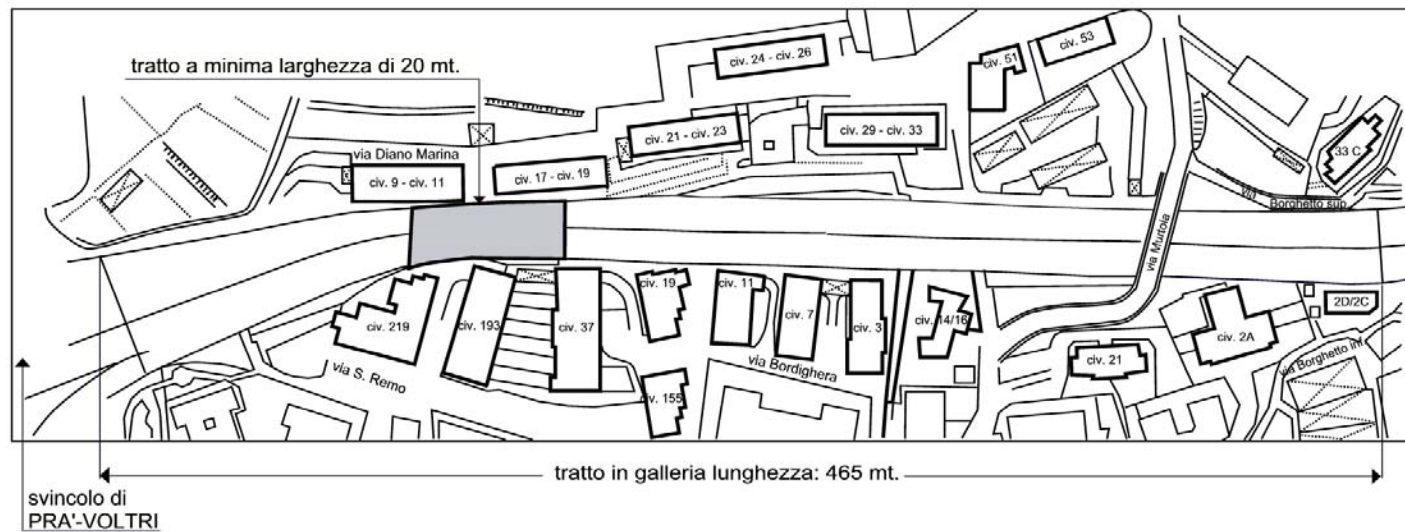 civ. 53
civ. 24 - civ. 26
civ. 51
tratto a minima larghezza di 20 mt.
civ. 21 - civ. 23
civ. 29 - civ. 33
33 C
via Diano Marina
civ. 9 - civ. 11
civ. 17 - civ. 19
via
Borghetto sup.
via Murtola
civ. 19
civ. 11
civ. 7
civ. 3
civ. 14/16
2D/2C
civ. 219
civ. 193
civ. 37
civ. 2A
civ. 21
via Bordighera
via Borghetto inf.
via S. Remo
civ. 155
tratto in galleria lunghezza: 465 mt.
svincolo di
PRA'-VOLTRI